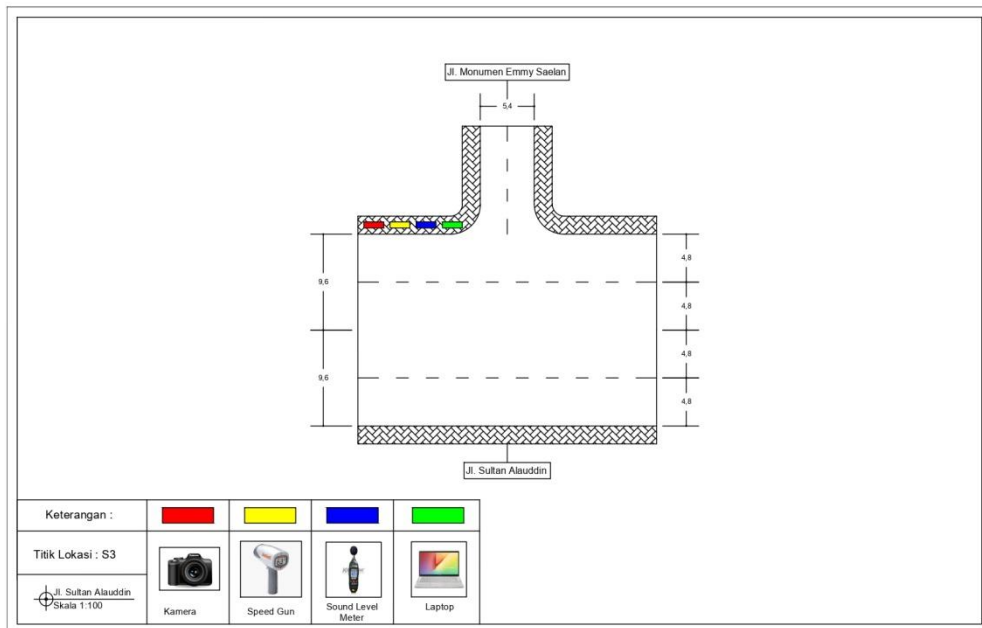 Jl. Monumen Emmy Saelan
5,4
9,6
9,6
4,8
4,8
4,8
4,8
Jl. Sultan Alauddin
Keterangan :
Titik Lokasi : S3
Jl. Sultan Alauddin
Skala 1:100
Kamera
Speed Gun
Sound Level
Meter
Laptop